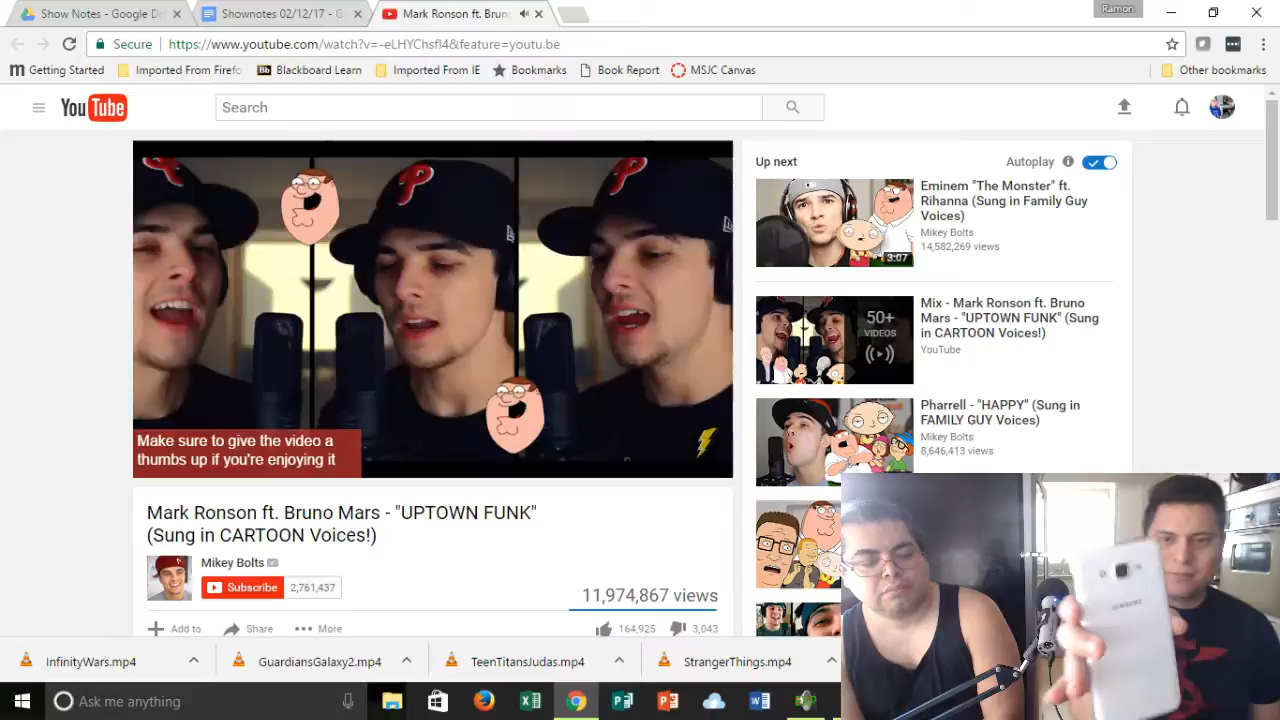 Show Notes - Google Dr
Shownotes 02/12/17 - G
Mark Ronson ft. Brun
Ramon
Secure
https://www.youtube.com/watch?v=-eLHYChsfI4&feature=youtu.be
Getting Started
Imported From Firefo
Bb
Blackboard Learn
Imported From IE
Bookmarks
Book Report
MSJC Canvas
Other bookmarks
YouTube
Search
P
P
P
Make sure to give the video a
thumbs up if you're enjoying it
Mark Ronson ft. Bruno Mars - "UPTOWN FUNK"
(Sung in CARTOON Voices!)
Mikey Bolts
Subscribe
2,761,437
11,974,867 views
Add to
Share
More
164,925
3,043
Up next
Autoplay
3:07
Eminem "The Monster" ft.
Rihanna (Sung in Family Guy
Voices)
Mikey Bolts
14,582,269 views
50+
VIDEOS
Mix - Mark Ronson ft. Bruno
Mars - "UPTOWN FUNK" (Sung
in CARTOON Voices!)
YouTube
Pharrell - "HAPPY" (Sung in
FAMILY GUY Voices)
Mikey Bolts
8,646,413 views
SAMSUNG
InfinityWars.mp4
GuardiansGalaxy2.mp4
TeenTitansJudas.mp4
StrangerThings.mp4
Ask me anything